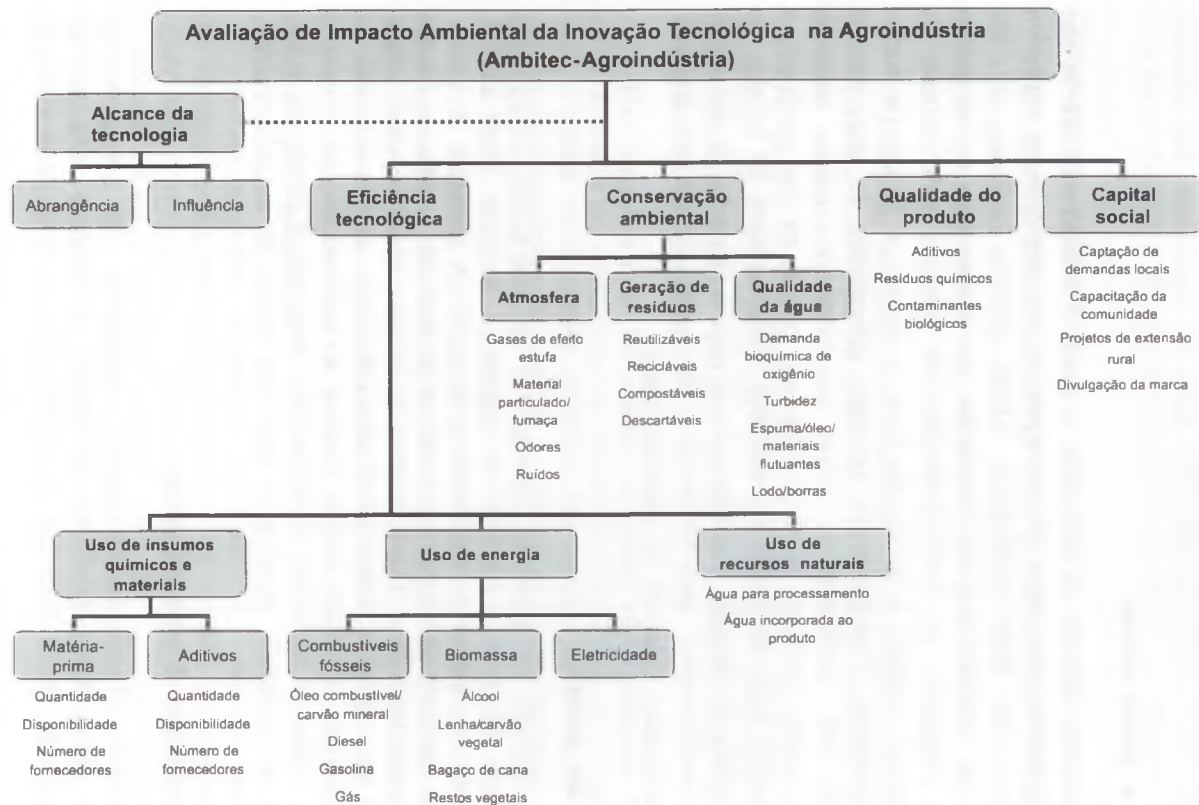 Avaliação de Impacto Ambiental da Inovação Tecnológica na Agroindústria
(Ambitec-Agroindústria)
Alcance da
tecnologia
Abrangência
Influência
Eficiência
tecnológica
Conservação
ambiental
Qualidade do
produto
Capital
social
Atmosfera
Gases de efeito
estufa
Material
particulado/
fumaça
Odores
Ruídos
Geração de
resíduos
Reutilizáveis
Recicláveis
Compostáveis
Descartáveis
Qualidade
da água
Demanda
bioquímica de
oxigênio
Turbidez
Espuma/óleo/
materiais
flutuantes
Lodo/borras
Aditivos
Resíduos químicos
Contaminantes
biológicos
Captação de
demandas locais
Capacitação da
comunidade
Projetos de extensão
rural
Divulgação da marca
Uso de insumos
químicos e
materiais
Uso de energia
Uso de
recursos naturais
Água para processamento
Água incorporada ao
produto
Matéria-
prima
Quantidade
Disponibilidade
Número de
fornecedores
Aditivos
Quantidade
Disponibilidade
Número de
fornecedores
Combustíveis
fósseis
Óleo combustível/
carvão mineral
Diesel
Gasolina
Gás
Biomassa
Álcool
Lenha/carvão
vegetal
Bagaço de cana
Restos vegetais
Eletricidade